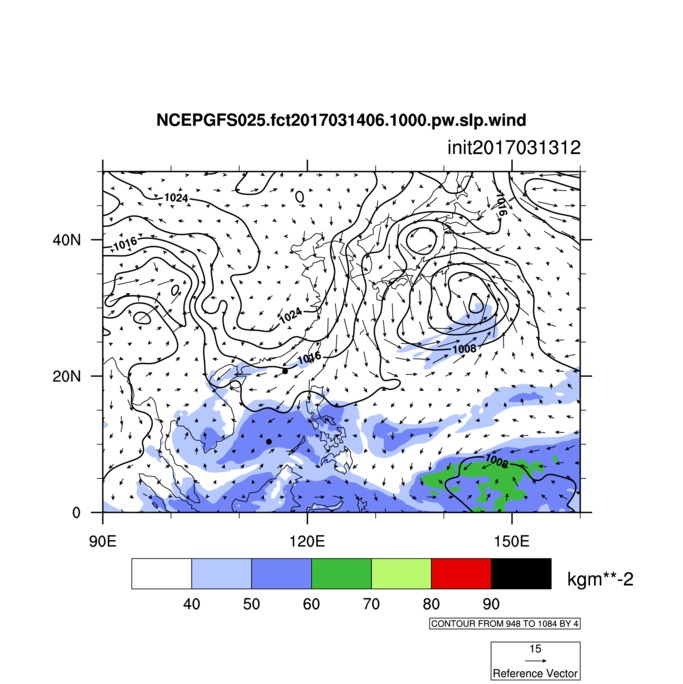 NCEPGFS025.fct2017031406.1000.pw.slp.wind
init2017031312
1024
1016
1016
40N
1024
1008
1016
20N
1008
0
90E
120E
150E
40
50
60
70
80
90
kgm**-2
CONTOUR FROM 948 TO 1084 BY 4
15
Reference Vector